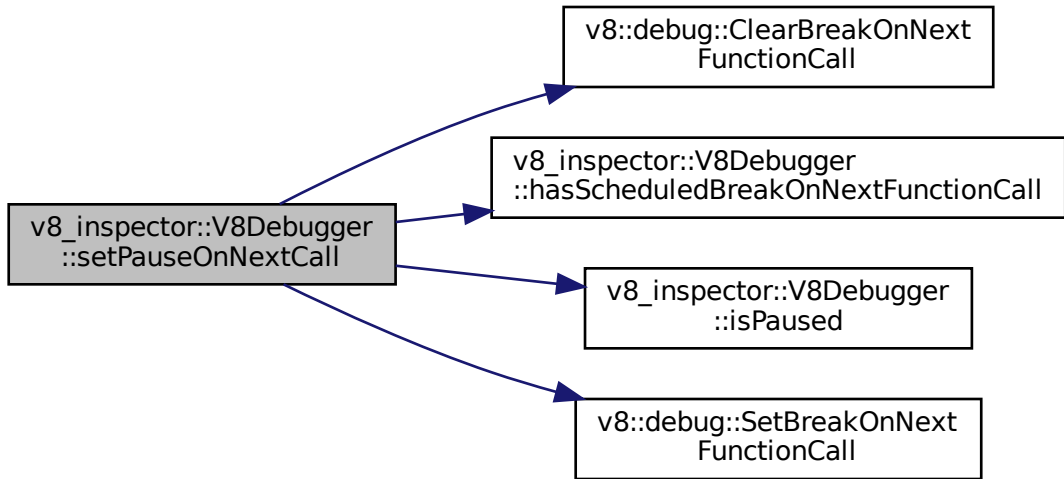 v8::debug::ClearBreakOnNext
FunctionCall
v8_inspector::V8Debugger
::hasScheduledBreakOnNextFunctionCall
v8_inspector::V8Debugger
::setPauseOnNextCall
v8_inspector::V8Debugger
::isPaused
v8::debug::SetBreakOnNext
FunctionCall